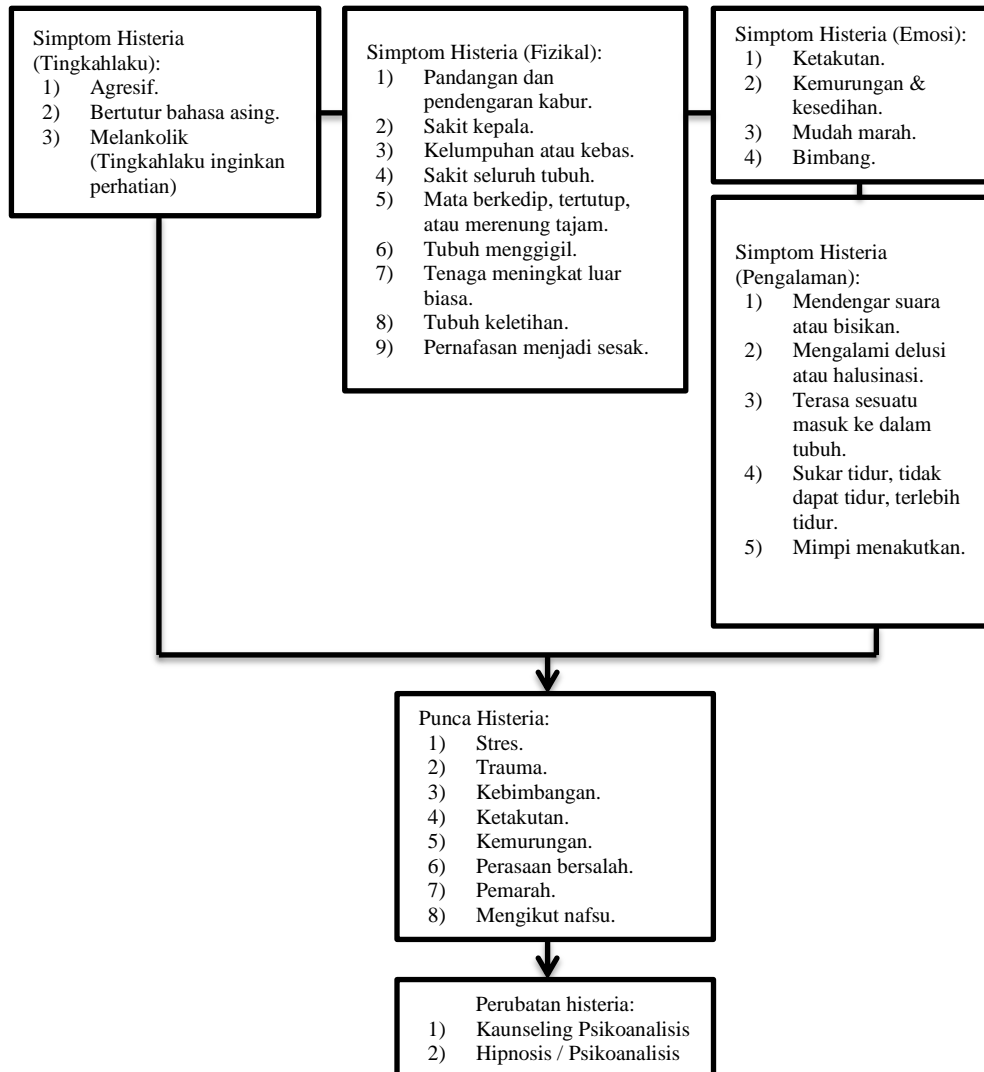 Simptom Histeria
(Tingkahlaku):
1) Agresif.
2) Bertutur bahasa asing.
3) Melankolik
(Tingkahlaku inginkan
perhatian)
Simptom Histeria (Fizikal):
1) Pandangan dan
pendengaran kabur.
2) Sakit kepala.
3) Kelumpuhan atau kebas.
4) Sakit seluruh tubuh.
5) Mata berkedip, tertutup,
atau merenung tajam.
6) Tubuh menggigil.
7) Tenaga meningkat luar
biasa.
8) Tubuh keletihan.
9) Pernafasan menjadi sesak.
Simptom Histeria (Emosi):
1) Ketakutan.
2) Kemurungan &
kesedihan.
3) Mudah marah.
4) Bimbang.
Simptom Histeria
(Pengalaman):
1) Mendengar suara
atau bisikan.
2) Mengalami delusi
atau halusinasi.
3) Terasa sesuatu
masuk ke dalam
tubuh.
4) Sukar tidur, tidak
dapat tidur, terlebih
tidur.
5) Mimpi menakutkan.
Punca Histeria:
1) Stres.
2) Trauma.
3) Kebimbangan.
4) Ketakutan.
5) Kemurungan.
6) Perasaan bersalah.
7) Pemarah.
8) Mengikut nafsu.
Perubatan histeria:
1) Kaunseling Psikoanalisis
2) Hipnosis / Psikoanalisis